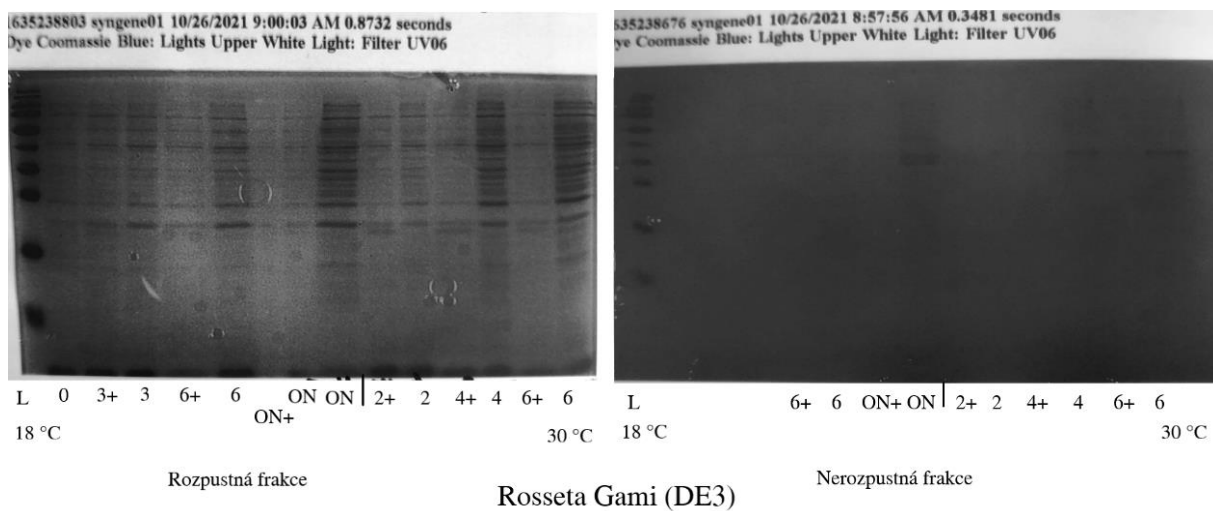 635238803 syngene01 10/26/2021 9:00:03 AM 0.8732 seconds
Dye Coomassie Blue: Lights Upper White Light: Filter UV06
635238676 syngene01 10/26/2021 8:57:56 AM 0.3481 seconds
ye Coomassie Blue: Lights Upper White Light: Filter UV06
L 0 3+ 3 6+ 6 ON+ ON ON 2+ 2 4+ 4 6+ 6
18 °C 30 °C
Rozpustná frakce
L 6+ 6 ON+ ON 2+ 2 4+ 4 6+ 6
18 °C 30 °C
Nerozpustná frakce
Rosseta Gami (DE3)